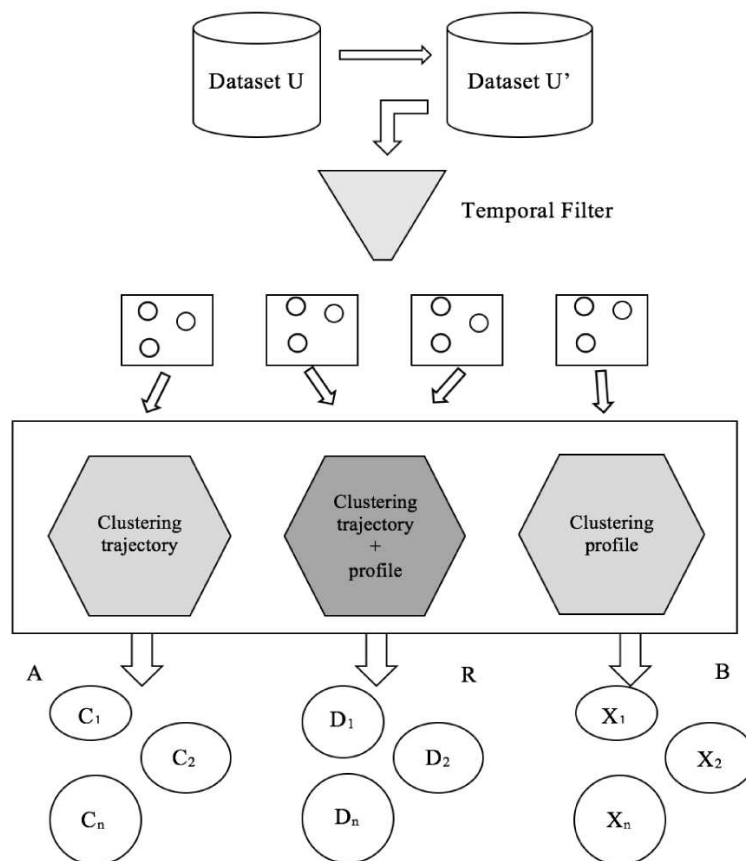 Dataset U
Dataset U’
Temporal Filter
Clustering
trajectory
Clustering
trajectory
+
profile
Clustering
profile
A
R
B
C₁
C₂
Cₙ
D₁
D₂
Dₙ
X₁
X₂
Xₙ